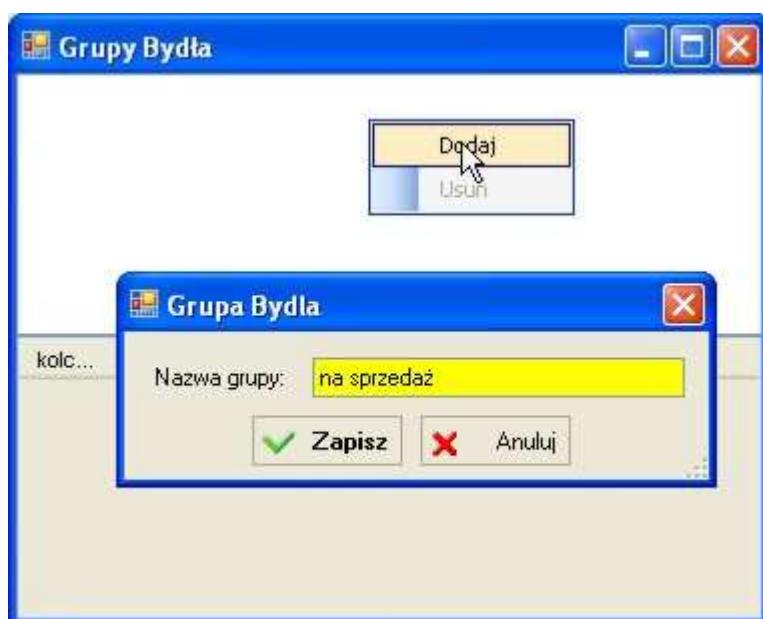 Grupy Bydła
Dodaj
Usuń
Grupa Bydla
kolc...
Nazwa grupy: na sprzedaż
Zapisz Anuluj